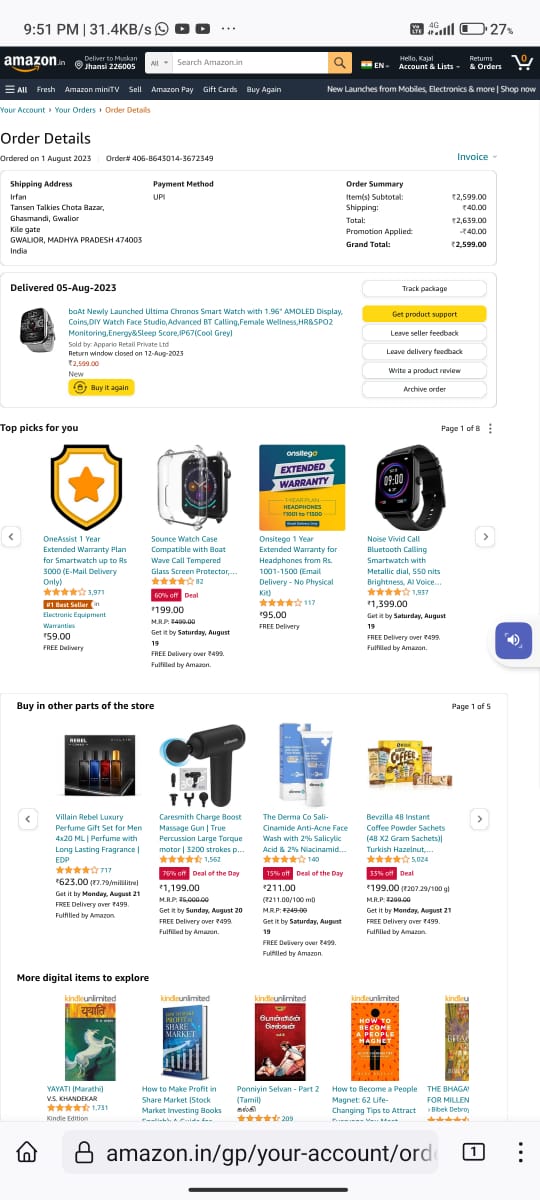 9:51 PM | 31.4KB/s
Vo LTE 4G 27%
amazon.in
Deliver to Muskan
Jhansi 226005
All
Search Amazon.in
EN
Hello, Kajal
Account & Lists
Returns
& Orders
0
All Fresh Amazon miniTV Sell Amazon Pay Gift Cards Buy Again
New Launches from Mobiles, Electronics & more | Shop now
Your Account › Your Orders › Order Details
Order Details
Ordered on 1 August 2023 | Order# 406-8643014-3672349
Invoice
Shipping Address
Irfan
Tansen Talkies Chota Bazar,
Ghasmandi, Gwalior
Kile gate
GWALIOR, MADHYA PRADESH 474003
India
Payment Method
UPI
Order Summary
Item(s) Subtotal: ₹2,599.00
Shipping: ₹40.00
Total: ₹2,639.00
Promotion Applied: -₹40.00
Grand Total: ₹2,599.00
Delivered 05-Aug-2023
boAt Newly Launched Ultima Chronos Smart Watch with 1.96" AMOLED Display,
Coins,DIY Watch Face Studio,Advanced BT Calling,Female Wellness,HR&SPO2
Monitoring,Energy&Sleep Score,IP67(Cool Grey)
Sold by: Appario Retail Private Ltd
Return window closed on 12-Aug-2023
₹2,599.00
New
Buy it again
Track package
Get product support
Leave seller feedback
Leave delivery feedback
Write a product review
Archive order
Top picks for you
Page 1 of 8
OneAssist 1 Year
Extended Warranty Plan
for Smartwatch up to Rs
3000 (E-Mail Delivery
Only)
3,971
#1 Best Seller in
Electronic Equipment
Warranties
₹59.00
FREE Delivery
09:00
Sounce Watch Case
Compatible with Boat
Wave Call Tempered
Glass Screen Protector,...
82
60% off Deal
₹199.00
M.R.P: ₹499.00
Get it by Saturday, August
19
FREE Delivery over ₹499.
Fulfilled by Amazon.
onsitego
EXTENDED
WARRANTY
1-YEAR PLAN
HEADPHONES
₹1001 to ₹1500
Email Delivery Only
Onsitego 1 Year
Extended Warranty for
Headphones from Rs.
1001-1500 (Email
Delivery - No Physical
Kit)
117
₹95.00
FREE Delivery
09:00
Noise Vivid Call
Bluetooth Calling
Smartwatch with
Metallic dial, 550 nits
Brightness, AI Voice...
1,937
₹1,399.00
Get it by Saturday, August
19
FREE Delivery over ₹499.
Fulfilled by Amazon.
Buy in other parts of the store
Page 1 of 5
REBEL
VILLAIN
Villain Rebel Luxury
Perfume Gift Set for Men
4x20 ML | Perfume with
Long Lasting Fragrance |
EDP
717
₹623.00 (₹7.79/millilitre)
Get it by Monday, August 21
FREE Delivery over ₹499.
Fulfilled by Amazon.
Caresmith Charge Boost
Massage Gun | True
Percussion Large Torque
motor | 3200 strokes p...
1,562
76% off Deal of the Day
₹1,199.00
M.R.P: ₹5,000.00
Get it by Sunday, August 20
FREE Delivery over ₹499.
Fulfilled by Amazon.
The Derma Co Sali-
Cinamide Anti-Acne Face
Wash with 2% Salicylic
Acid & 2% Niacinamid...
140
15% off Deal of the Day
₹211.00
(₹211.00/100 ml)
M.R.P: ₹249.00
Get it by Saturday, August
19
FREE Delivery over ₹499.
Fulfilled by Amazon.
COFFEE
Bevzilla 48 Instant
Coffee Powder Sachets
(48 X2 Gram Sachets)|
Turkish Hazelnut,...
5,024
33% off Deal
₹199.00 (₹207.29/100 g)
M.R.P: ₹299.00
Get it by Monday, August 21
FREE Delivery over ₹499.
Fulfilled by Amazon.
More digital items to explore
kindleunlimited
ययाति
YAYATI (Marathi)
V.S. KHANDEKAR
1,731
Kindle Edition
kindleunlimited
HOW TO MAKE
PROFIT IN
SHARE
MARKET
How to Make Profit in
Share Market (Stock
Market Investing Books
kindleunlimited
பொன்னியின்
செல்வன்
Ponniyin Selvan - Part 2
(Tamil)
கல்கி
209
kindleunlimited
HOW TO
BECOME
A PEOPLE
MAGNET
How to Become a People
Magnet: 62 Life-
Changing Tips to Attract
Everyone You Meet
kindleu
THE BHAGA
FOR MILLEN
Bibek Debroy
amazon.in/gp/your-account/ord
1